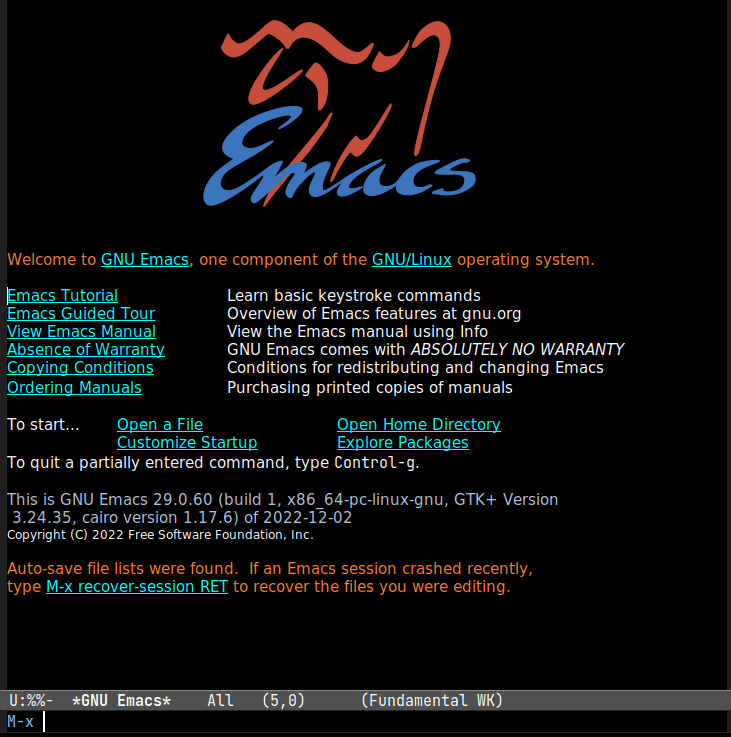 Emacs
Welcome to GNU Emacs, one component of the GNU/Linux operating system.
Emacs Tutorial Learn basic keystroke commands
Emacs Guided Tour Overview of Emacs features at gnu.org
View Emacs Manual View the Emacs manual using Info
Absence of Warranty GNU Emacs comes with ABSOLUTELY NO WARRANTY
Copying Conditions Conditions for redistributing and changing Emacs
Ordering Manuals Purchasing printed copies of manuals
To start... Open a File Open Home Directory
Customize Startup Explore Packages
To quit a partially entered command, type Control-g.
This is GNU Emacs 29.0.60 (build 1, x86_64-pc-linux-gnu, GTK+ Version
3.24.35, cairo version 1.17.6) of 2022-12-02
Copyright (C) 2022 Free Software Foundation, Inc.
Auto-save file lists were found. If an Emacs session crashed recently,
type M-x recover-session RET to recover the files you were editing.
U:%%- *GNU Emacs* All (5,0) (Fundamental WK)
M-x